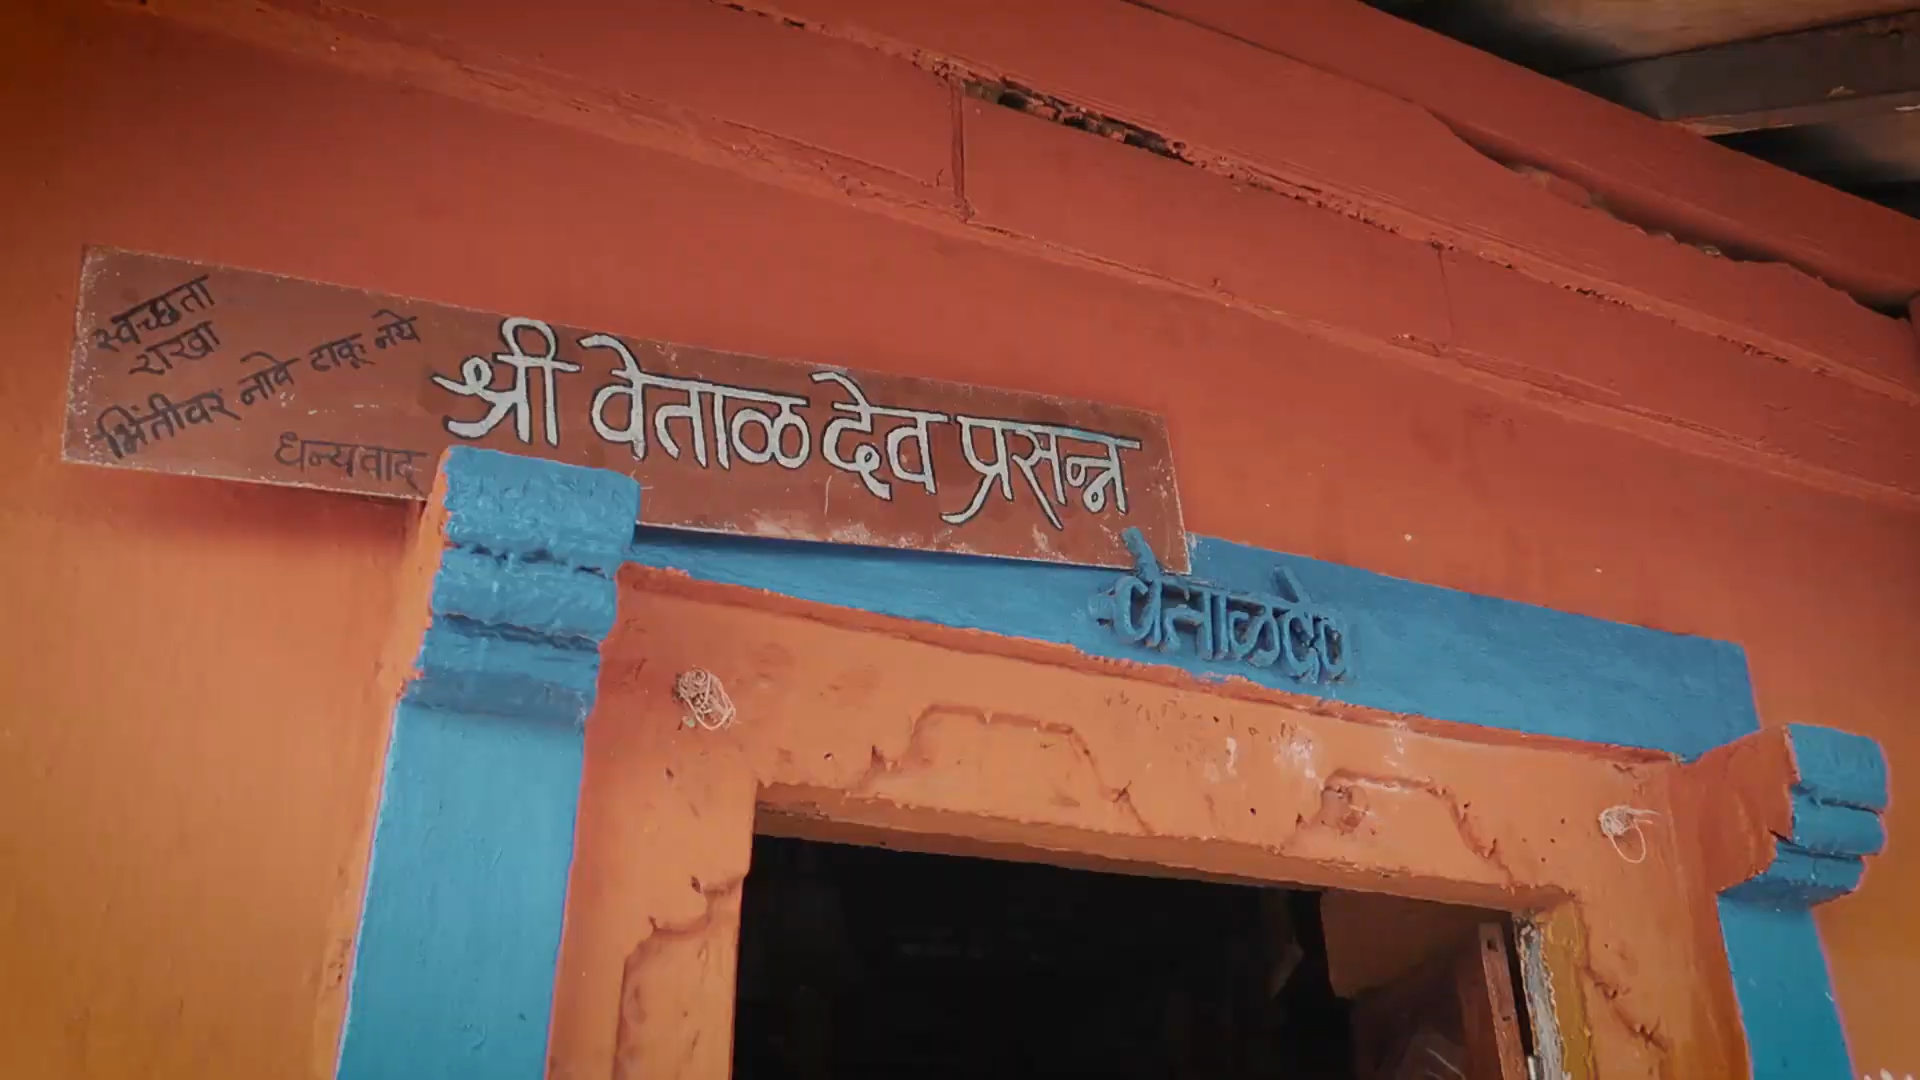 स्वच्छता
राखा
भिंतीवर नावे टाकू नये
धन्यवाद
श्री वेताळ देव प्रसन्न
वेताळदेव